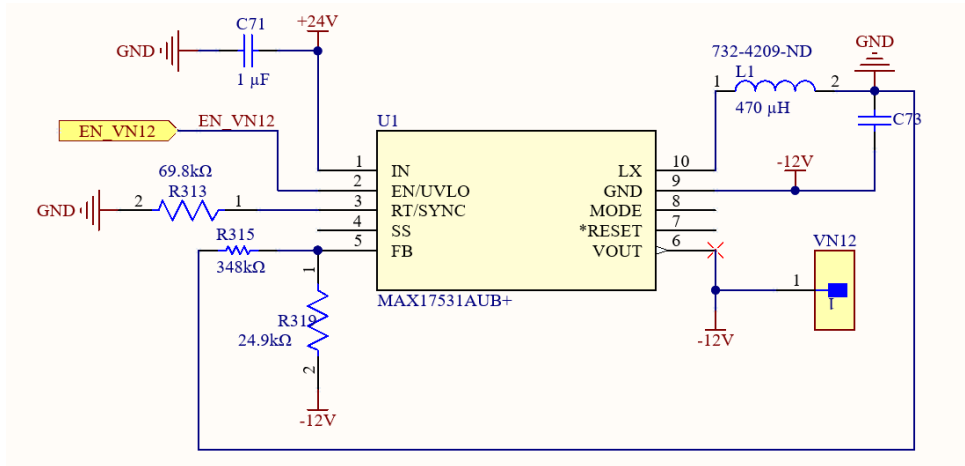 C71
+24V
GND
1 µF
732-4209-ND
GND
L1
1
2
470 µH
C73
EN_VN12
EN_VN12
U1
69.8kΩ
-12V
1
IN
LX
10
2
EN/UVLO
GND
9
GND
2
R313
1
3
RT/SYNC
MODE
8
4
SS
*RESET
7
R315
5
FB
VOUT
6
348kΩ
VN12
1
1
1
MAX17531AUB+
R319
24.9kΩ
-12V
2
-12V